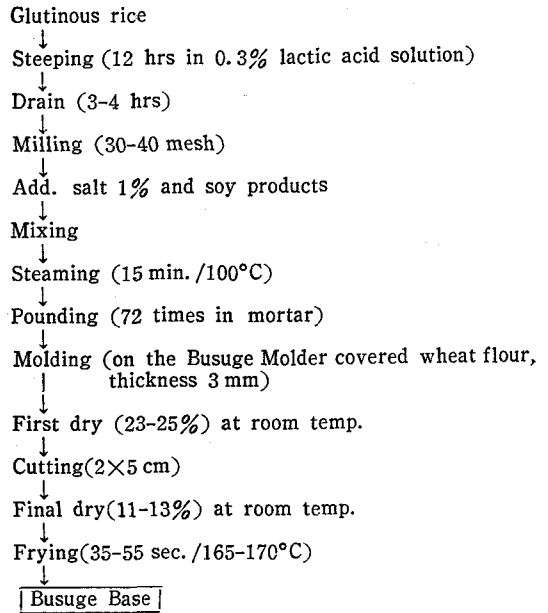 Glutinous rice
↓
Steeping (12 hrs in 0.3% lactic acid solution)
↓
Drain (3-4 hrs)
↓
Milling (30-40 mesh)
↓
Add. salt 1% and soy products
↓
Mixing
↓
Steaming (15 min. /100°C)
↓
Pounding (72 times in mortar)
↓
Molding (on the Busuge Molder covered wheat flour,
thickness 3 mm)
↓
First dry (23-25%) at room temp.
↓
Cutting(2×5 cm)
↓
Final dry(11-13%) at room temp.
↓
Frying(35-55 sec. /165-170°C)
↓
Busuge Base